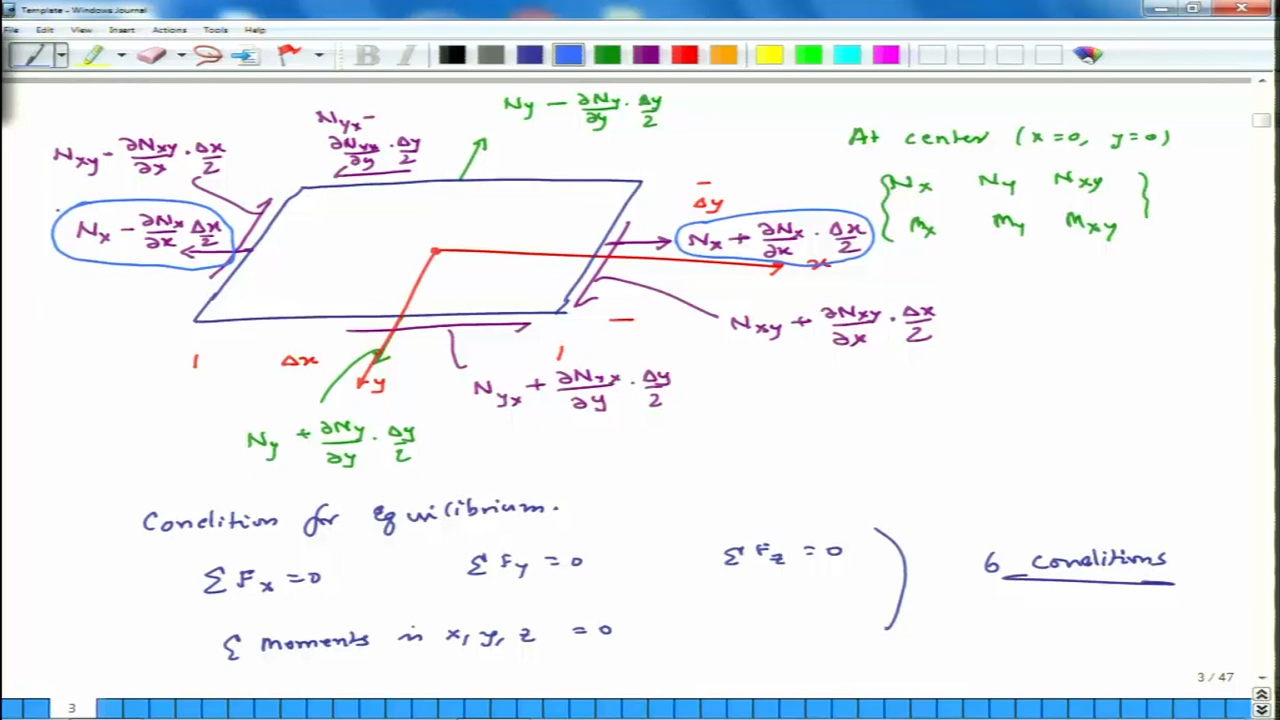 Template - Windows Journal
File Edit View Insert Actions Tools Help
B I
Nyx -
∂Nyx/∂y · Δy/2
Ny - ∂Ny/∂y · Δy/2
Nxy - ∂Nxy/∂x · Δx/2
At center (x=0, y=0)
{ Nx Ny Nxy }
Mx My Mxy
Δy
Nx - ∂Nx/∂x Δx/2
Nx + ∂Nx/∂x · Δx/2
x
Nxy + ∂Nxy/∂x · Δx/2
Δx
y
Nyx + ∂Nyx/∂y · Δy/2
Ny + ∂Ny/∂y · Δy/2
Condition for Equilibrium.
Σ Fx = 0 Σ Fy = 0 Σ Fz = 0 ) 6 conditions
Σ moments in x, y, z = 0
3 / 47
3